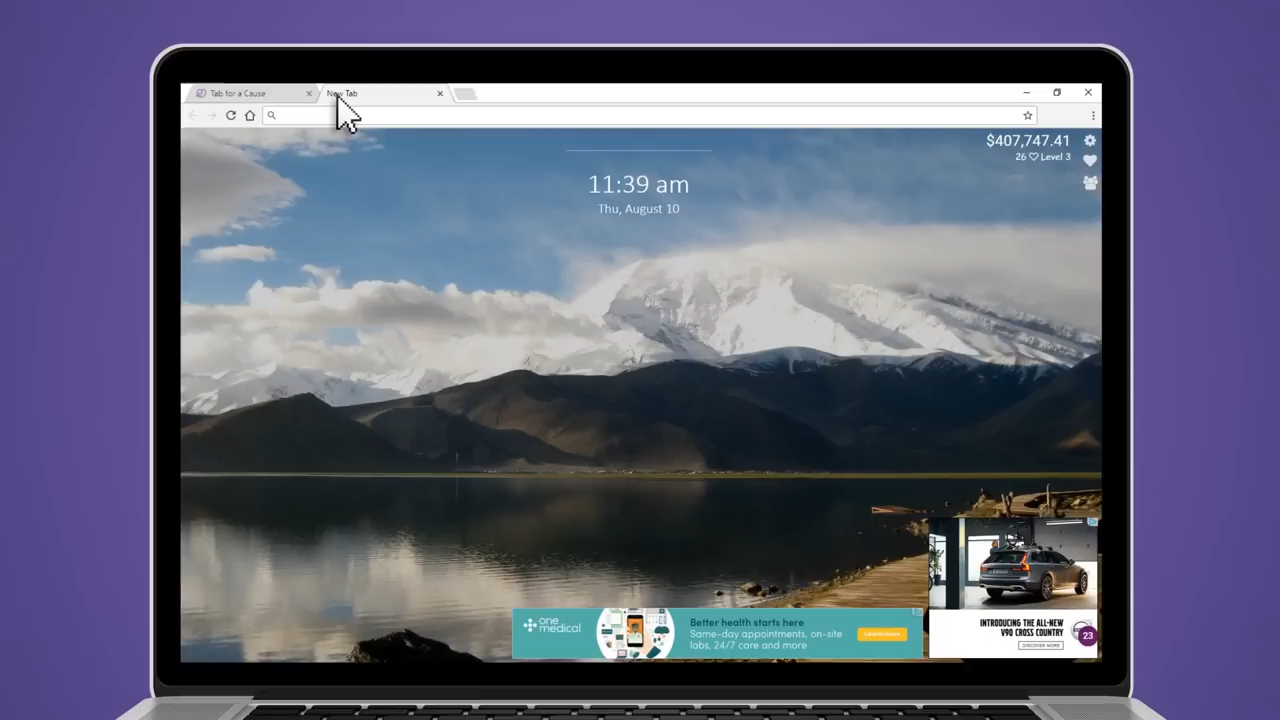 Tab for a Cause
New Tab
$407,747.41
26 Level 3
11:39 am
Thu, August 10
one
medical
Better health starts here
Same-day appointments, on-site
labs, 24/7 care and more
Learn more
INTRODUCING THE ALL-NEW
V90 CROSS COUNTRY
DISCOVER MORE
23